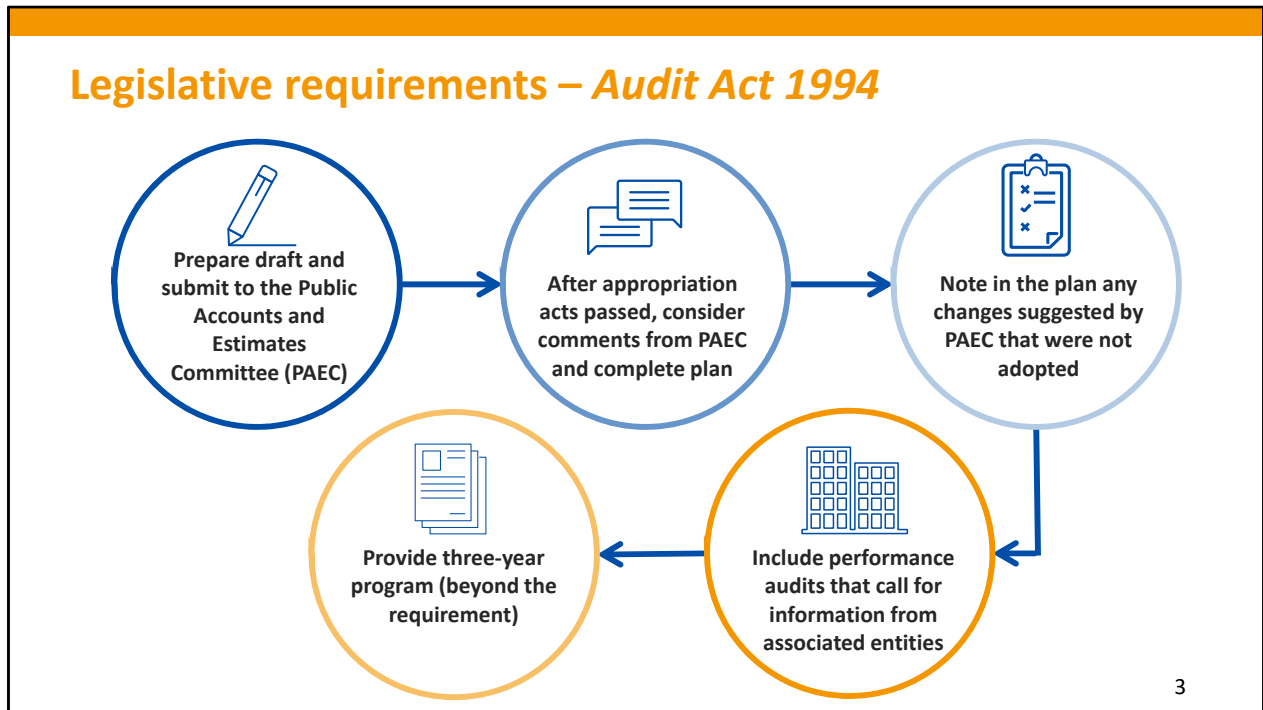 Legislative requirements – Audit Act 1994
Prepare draft and
submit to the Public
Accounts and
Estimates
Committee (PAEC)
After appropriation
acts passed, consider
comments from PAEC
and complete plan
Note in the plan any
changes suggested by
PAEC that were not
adopted
Include performance
audits that call for
information from
associated entities
Provide three-year
program (beyond the
requirement)
3